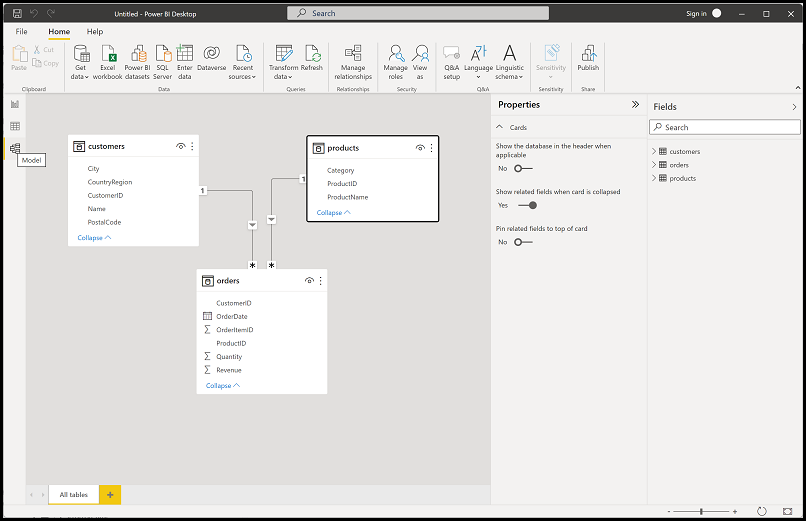 Untitled - Power BI Desktop
Search
Sign in
File
Home
Help
Paste
Cut
Copy
Get data
Excel workbook
Power BI datasets
SQL Server
Enter data
Dataverse
Recent sources
Transform data
Refresh
Manage relationships
Manage roles
View as
Q&A setup
Language
Linguistic schema
Sensitivity
Publish
Clipboard
Data
Queries
Relationships
Security
Q&A
Sensitivity
Share
Model
customers
City
CountryRegion
CustomerID
Name
PostalCode
Collapse
1
products
Category
ProductID
ProductName
Collapse
1
*
*
orders
CustomerID
OrderDate
OrderItemID
ProductID
Quantity
Revenue
Collapse
Properties
Cards
Show the database in the header when
applicable
No
Show related fields when card is collapsed
Yes
Pin related fields to top of card
No
Fields
Search
customers
orders
products
All tables
+
- +